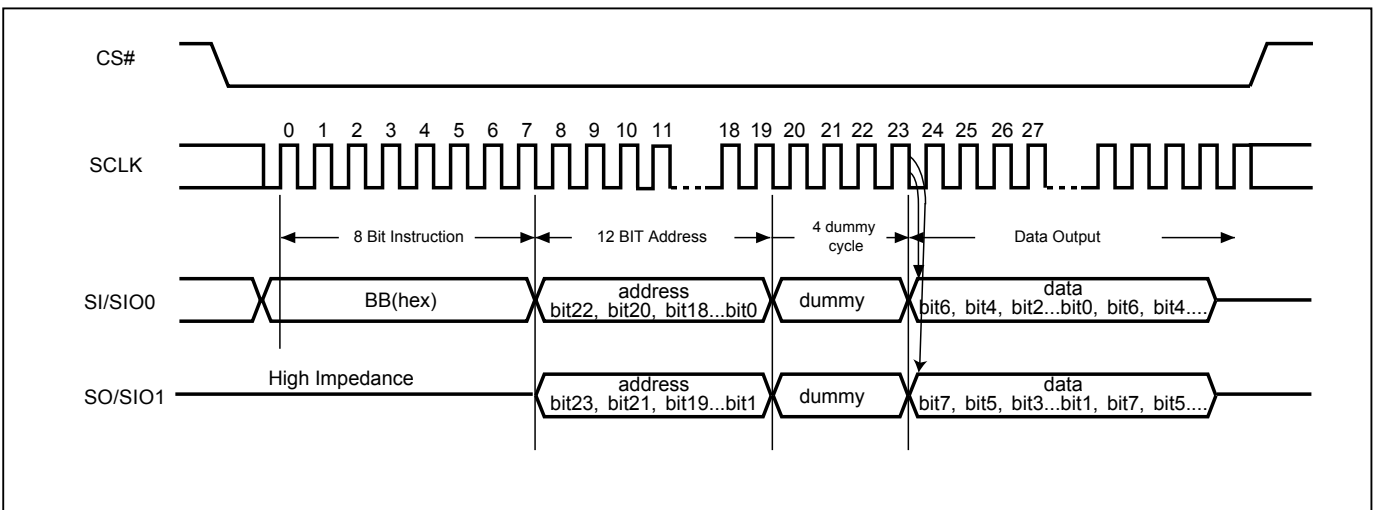 CS#
0 1 2 3 4 5 6 7 8 9 10 11 18 19 20 21 22 23 24 25 26 27
SCLK
8 Bit Instruction
12 BIT Address
4 dummy
cycle
Data Output
SI/SIO0
BB(hex)
address
bit22, bit20, bit18...bit0
dummy
data
bit6, bit4, bit2...bit0, bit6, bit4....
SO/SIO1
High Impedance
address
bit23, bit21, bit19...bit1
dummy
data
bit7, bit5, bit3...bit1, bit7, bit5....